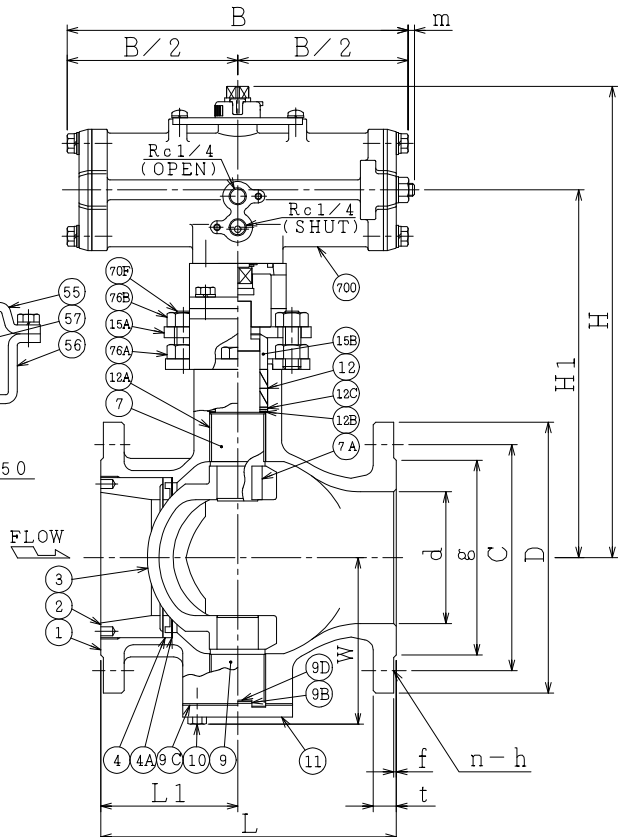 B
m
B/2
B/2
Rc1/4
(OPEN)
Rc1/4
(SHUT)
700
H
H1
70F
76B
15A
76A
12A
7
15B
12
12C
12B
7A
55
57
56
50
FLOW
3
2
1
d
g
C
D
W
9D
9B
4
4A
9C
10
9
11
f
t
n-h
L1
L